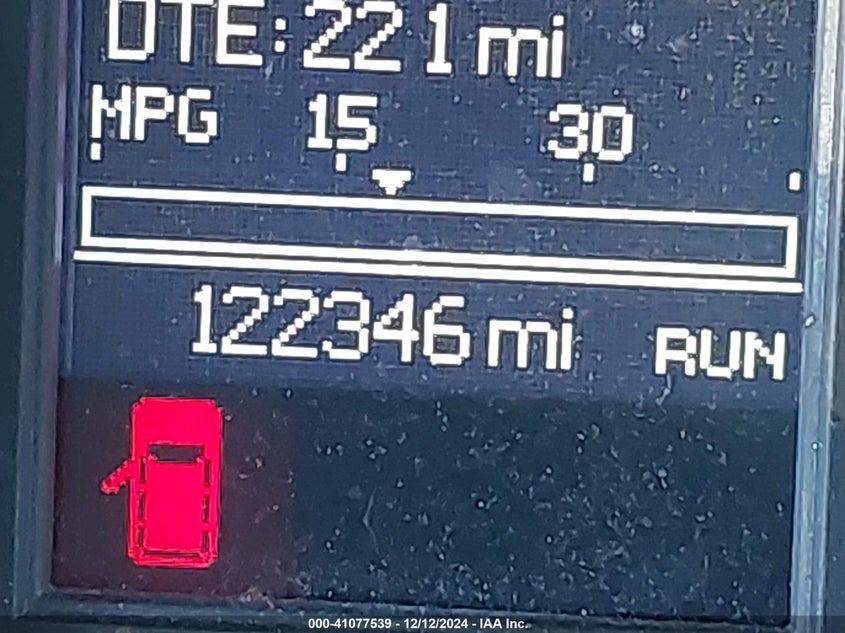 DTE:221 mi
MPG 15 30
122346 mi RUN
000-41077539 - 12/12/2024 - IAA Inc.